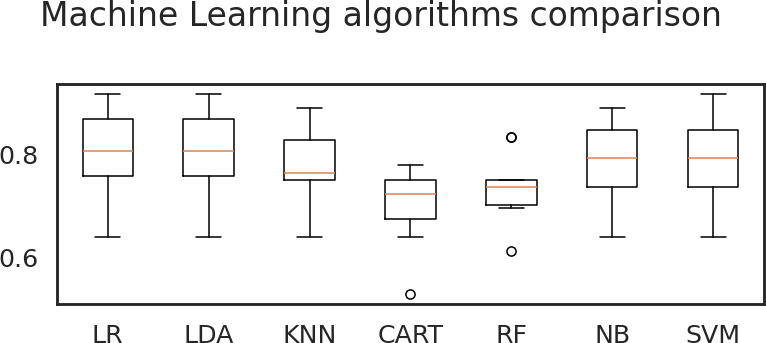 Machine Learning algorithms comparison
0.8
0.6
LR LDA KNN CART RF NB SVM